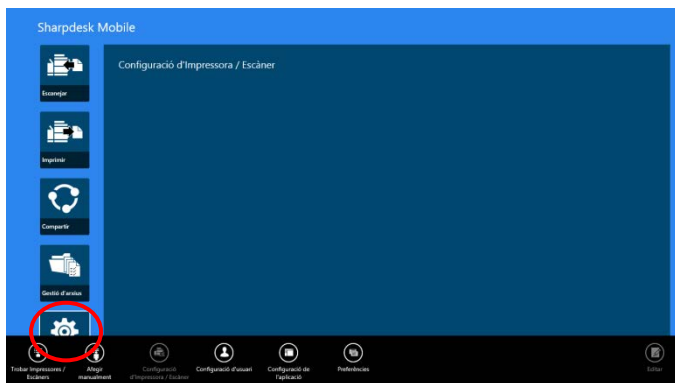 Sharpdesk Mobile
Configuració d'Impressora / Escàner
Escanejar
Imprimir
Compartir
Gestió d'arxius
Trobar Impressores /
Escàners
Afegir
manualment
Configuració
d'Impressora / Escàner
Configuració d'usuari
Configuració de
l'aplicació
Preferències
Editar